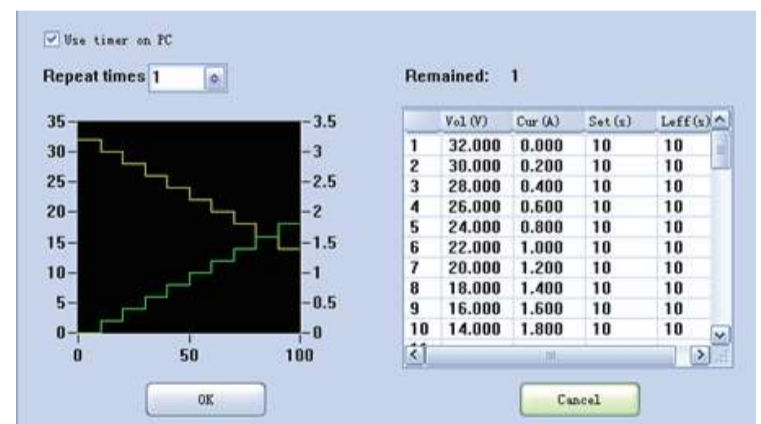 Use timer on PC
Repeat times 1
Remained: 1
35
30
25
20
15
10
5
0
3.5
3
2.5
2
1.5
1
0.5
0
0 50 100
Vol(V) Cur(A) Set(s) Leff(s)
1 32.000 0.000 10 10
2 30.000 0.200 10 10
3 28.000 0.400 10 10
4 26.000 0.600 10 10
5 24.000 0.800 10 10
6 22.000 1.000 10 10
7 20.000 1.200 10 10
8 18.000 1.400 10 10
9 16.000 1.600 10 10
10 14.000 1.800 10 10
OK
Cancel